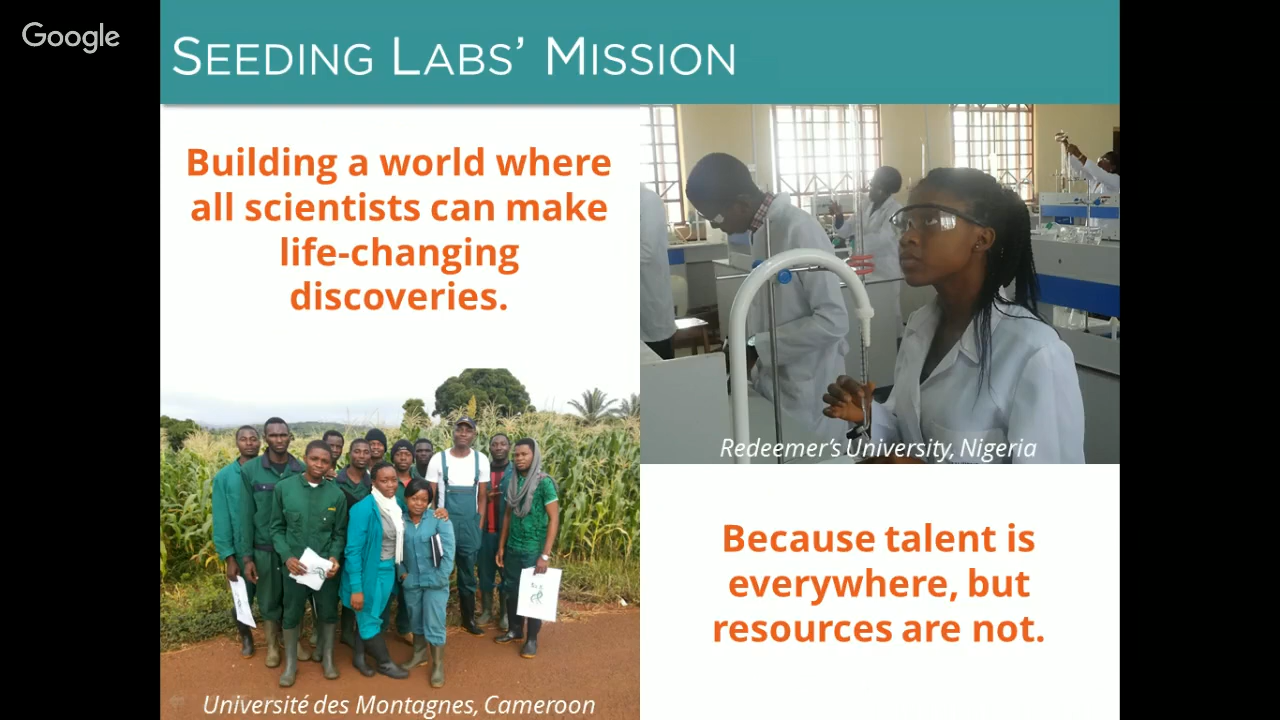 Google
SEEDING LABS’ MISSION
Building a world where
all scientists can make
life-changing
discoveries.
Redeemer’s University, Nigeria
Université des Montagnes, Cameroon
Because talent is
everywhere, but
resources are not.